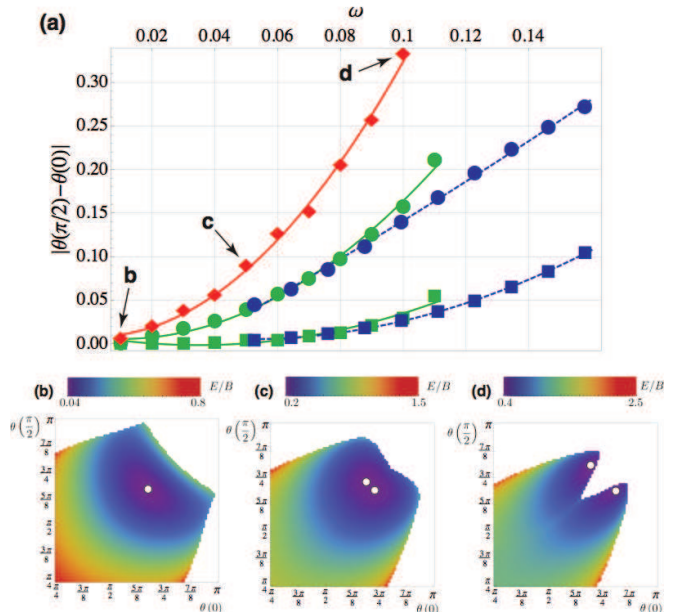 (a)
ω
0.02 0.04 0.06 0.08 0.1 0.12 0.14
|θ(π/2)−θ(0)|
0.30
0.25
0.20
0.15
0.10
0.05
0.00
d
c
b
(b) E/B
0.04 0.8
θ(π/2)
π
7π/8
3π/4
5π/8
π/2
3π/8
π/4
π/4 3π/8 π/2 5π/8 3π/4 7π/8 π
θ(0)
(c) E/B
0.2 1.5
θ(π/2)
π
7π/8
3π/4
5π/8
π/2
3π/8
π/4
π/4 3π/8 π/2 5π/8 3π/4 7π/8 π
θ(0)
(d) E/B
0.4 2.5
θ(π/2)
π
7π/8
3π/4
5π/8
π/2
3π/8
π/4
π/4 3π/8 π/2 5π/8 3π/4 7π/8 π
θ(0)